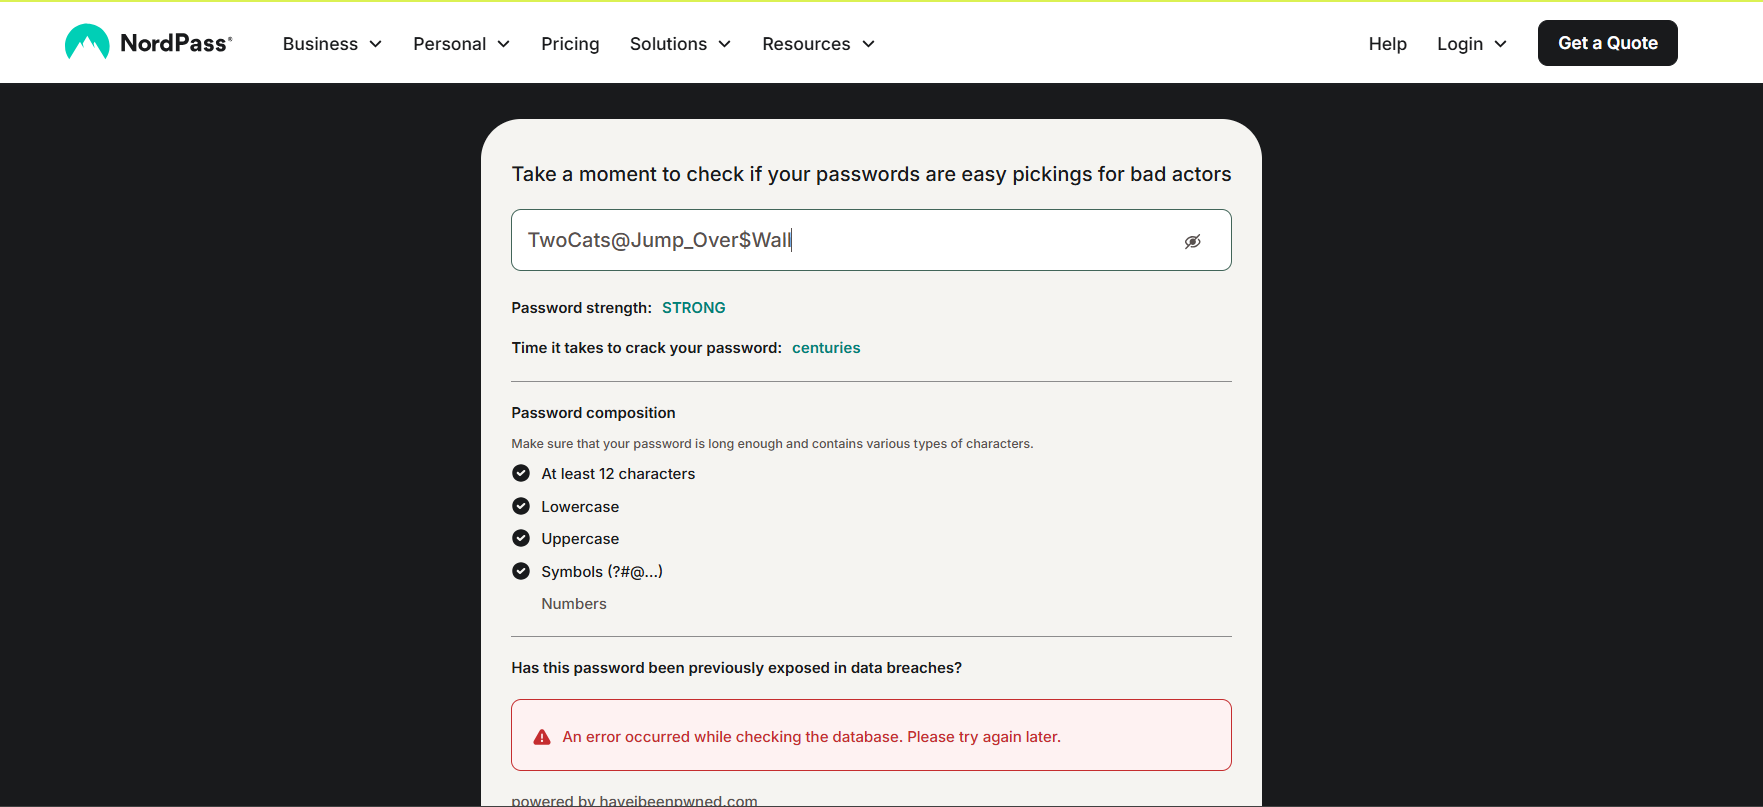 NordPass®
Business
Personal
Pricing
Solutions
Resources
Help
Login
Get a Quote
Take a moment to check if your passwords are easy pickings for bad actors
TwoCats@Jump_Over$Wall
Password strength: STRONG
Time it takes to crack your password: centuries
Password composition
Make sure that your password is long enough and contains various types of characters.
At least 12 characters
Lowercase
Uppercase
Symbols (?#@...)
Numbers
Has this password been previously exposed in data breaches?
An error occurred while checking the database. Please try again later.
powered by haveibeenpwned.com